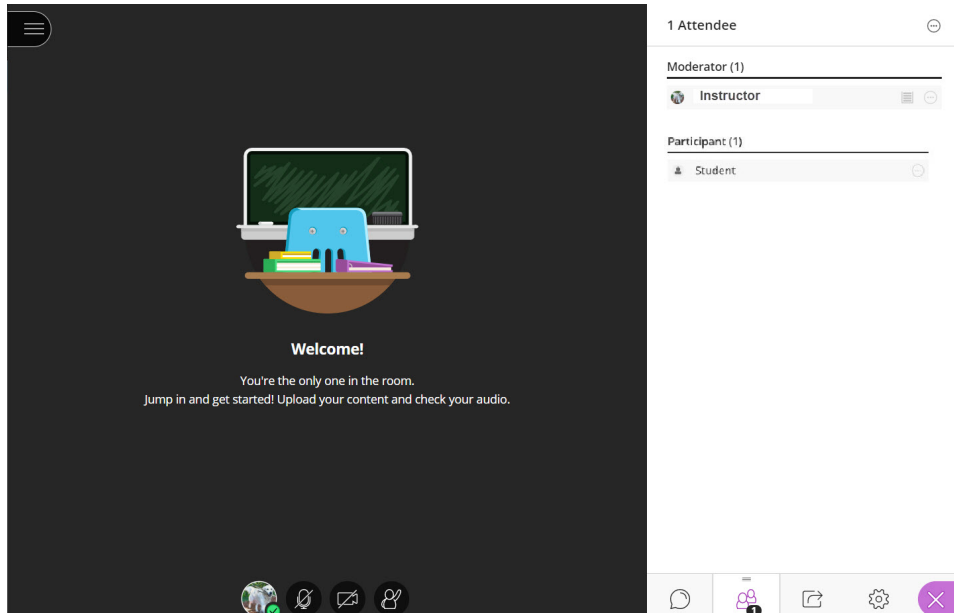 1 Attendee
Moderator (1)
Instructor
Participant (1)
Student
Welcome!
You're the only one in the room.
Jump in and get started! Upload your content and check your audio.
1